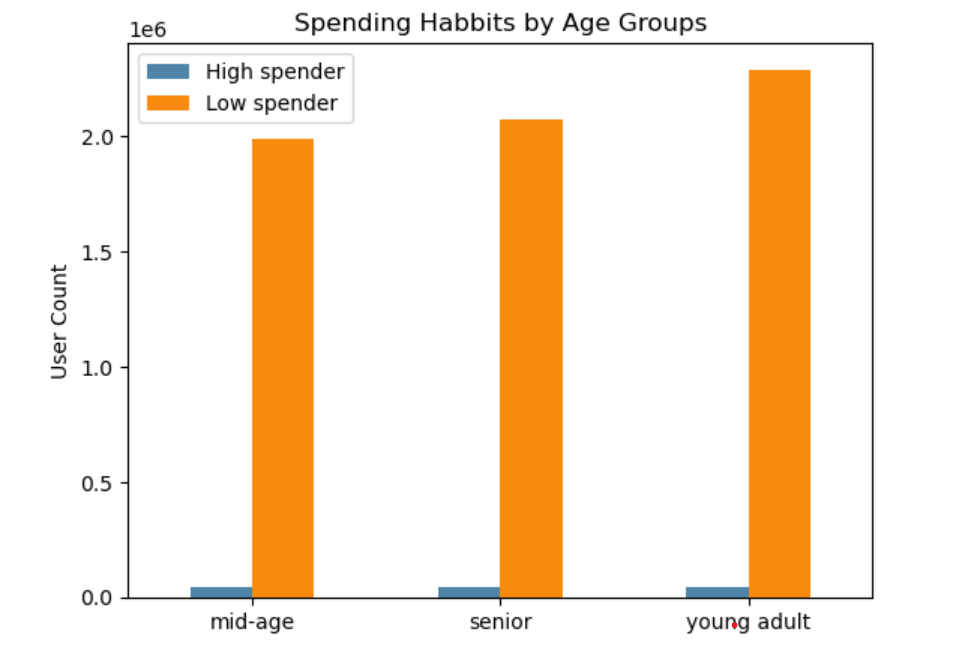 Spending Habbits by Age Groups
1e6
High spender
Low spender
2.0
1.5
1.0
0.5
0.0
User Count
mid-age
senior
young adult